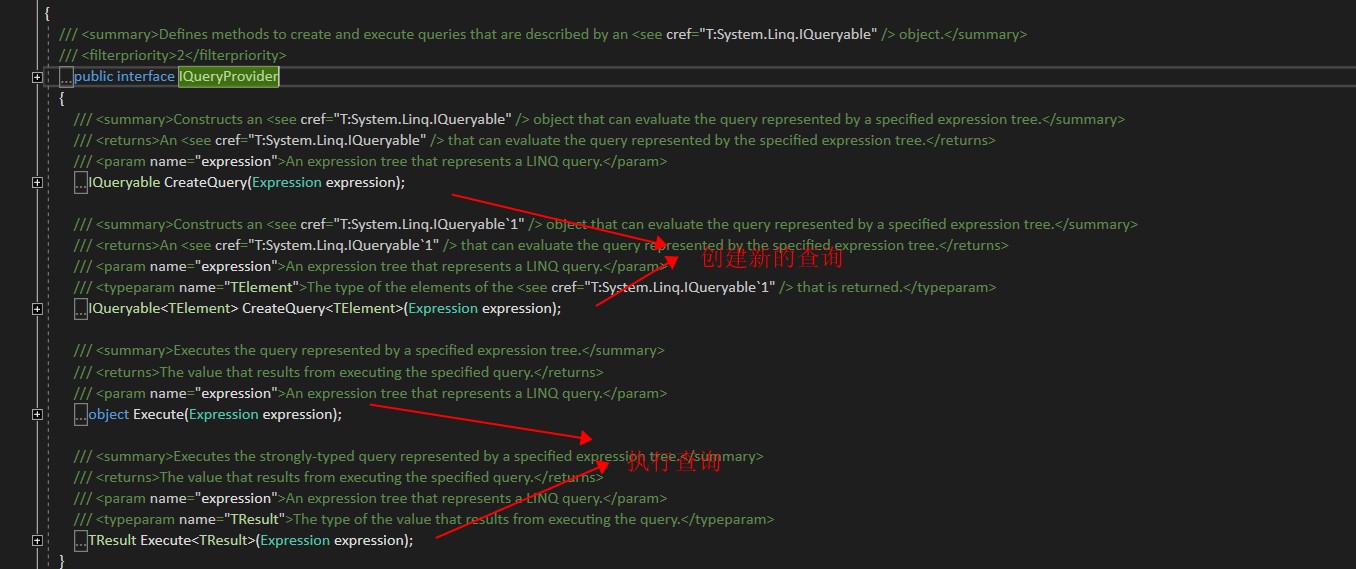 {
/// <summary>Defines methods to create and execute queries that are described by an <see cref="T:System.Linq.IQueryable" /> object.</summary>
/// <filterpriority>2</filterpriority>
...public interface IQueryProvider
{
/// <summary>Constructs an <see cref="T:System.Linq.IQueryable" /> object that can evaluate the query represented by a specified expression tree.</summary>
/// <returns>An <see cref="T:System.Linq.IQueryable" /> that can evaluate the query represented by the specified expression tree.</returns>
/// <param name="expression">An expression tree that represents a LINQ query.</param>
...IQueryable CreateQuery(Expression expression);
/// <summary>Constructs an <see cref="T:System.Linq.IQueryable`1" /> object that can evaluate the query represented by a specified expression tree.</summary>
/// <returns>An <see cref="T:System.Linq.IQueryable`1" /> that can evaluate the query represented by the specified expression tree.</returns>
创建新的查询
/// <param name="expression">An expression tree that represents a LINQ query.</param>
/// <typeparam name="TElement">The type of the elements of the <see cref="T:System.Linq.IQueryable`1" /> that is returned.</typeparam>
...IQueryable<TElement> CreateQuery<TElement>(Expression expression);
/// <summary>Executes the query represented by a specified expression tree.</summary>
/// <returns>The value that results from executing the specified query.</returns>
/// <param name="expression">An expression tree that represents a LINQ query.</param>
...object Execute(Expression expression);
/// <summary>Executes the strongly-typed query represented by a specified expression tree.</summary>
执行查询
/// <returns>The value that results from executing the specified query.</returns>
/// <param name="expression">An expression tree that represents a LINQ query.</param>
/// <typeparam name="TResult">The type of the value that results from executing the query.</typeparam>
...TResult Execute<TResult>(Expression expression);
}